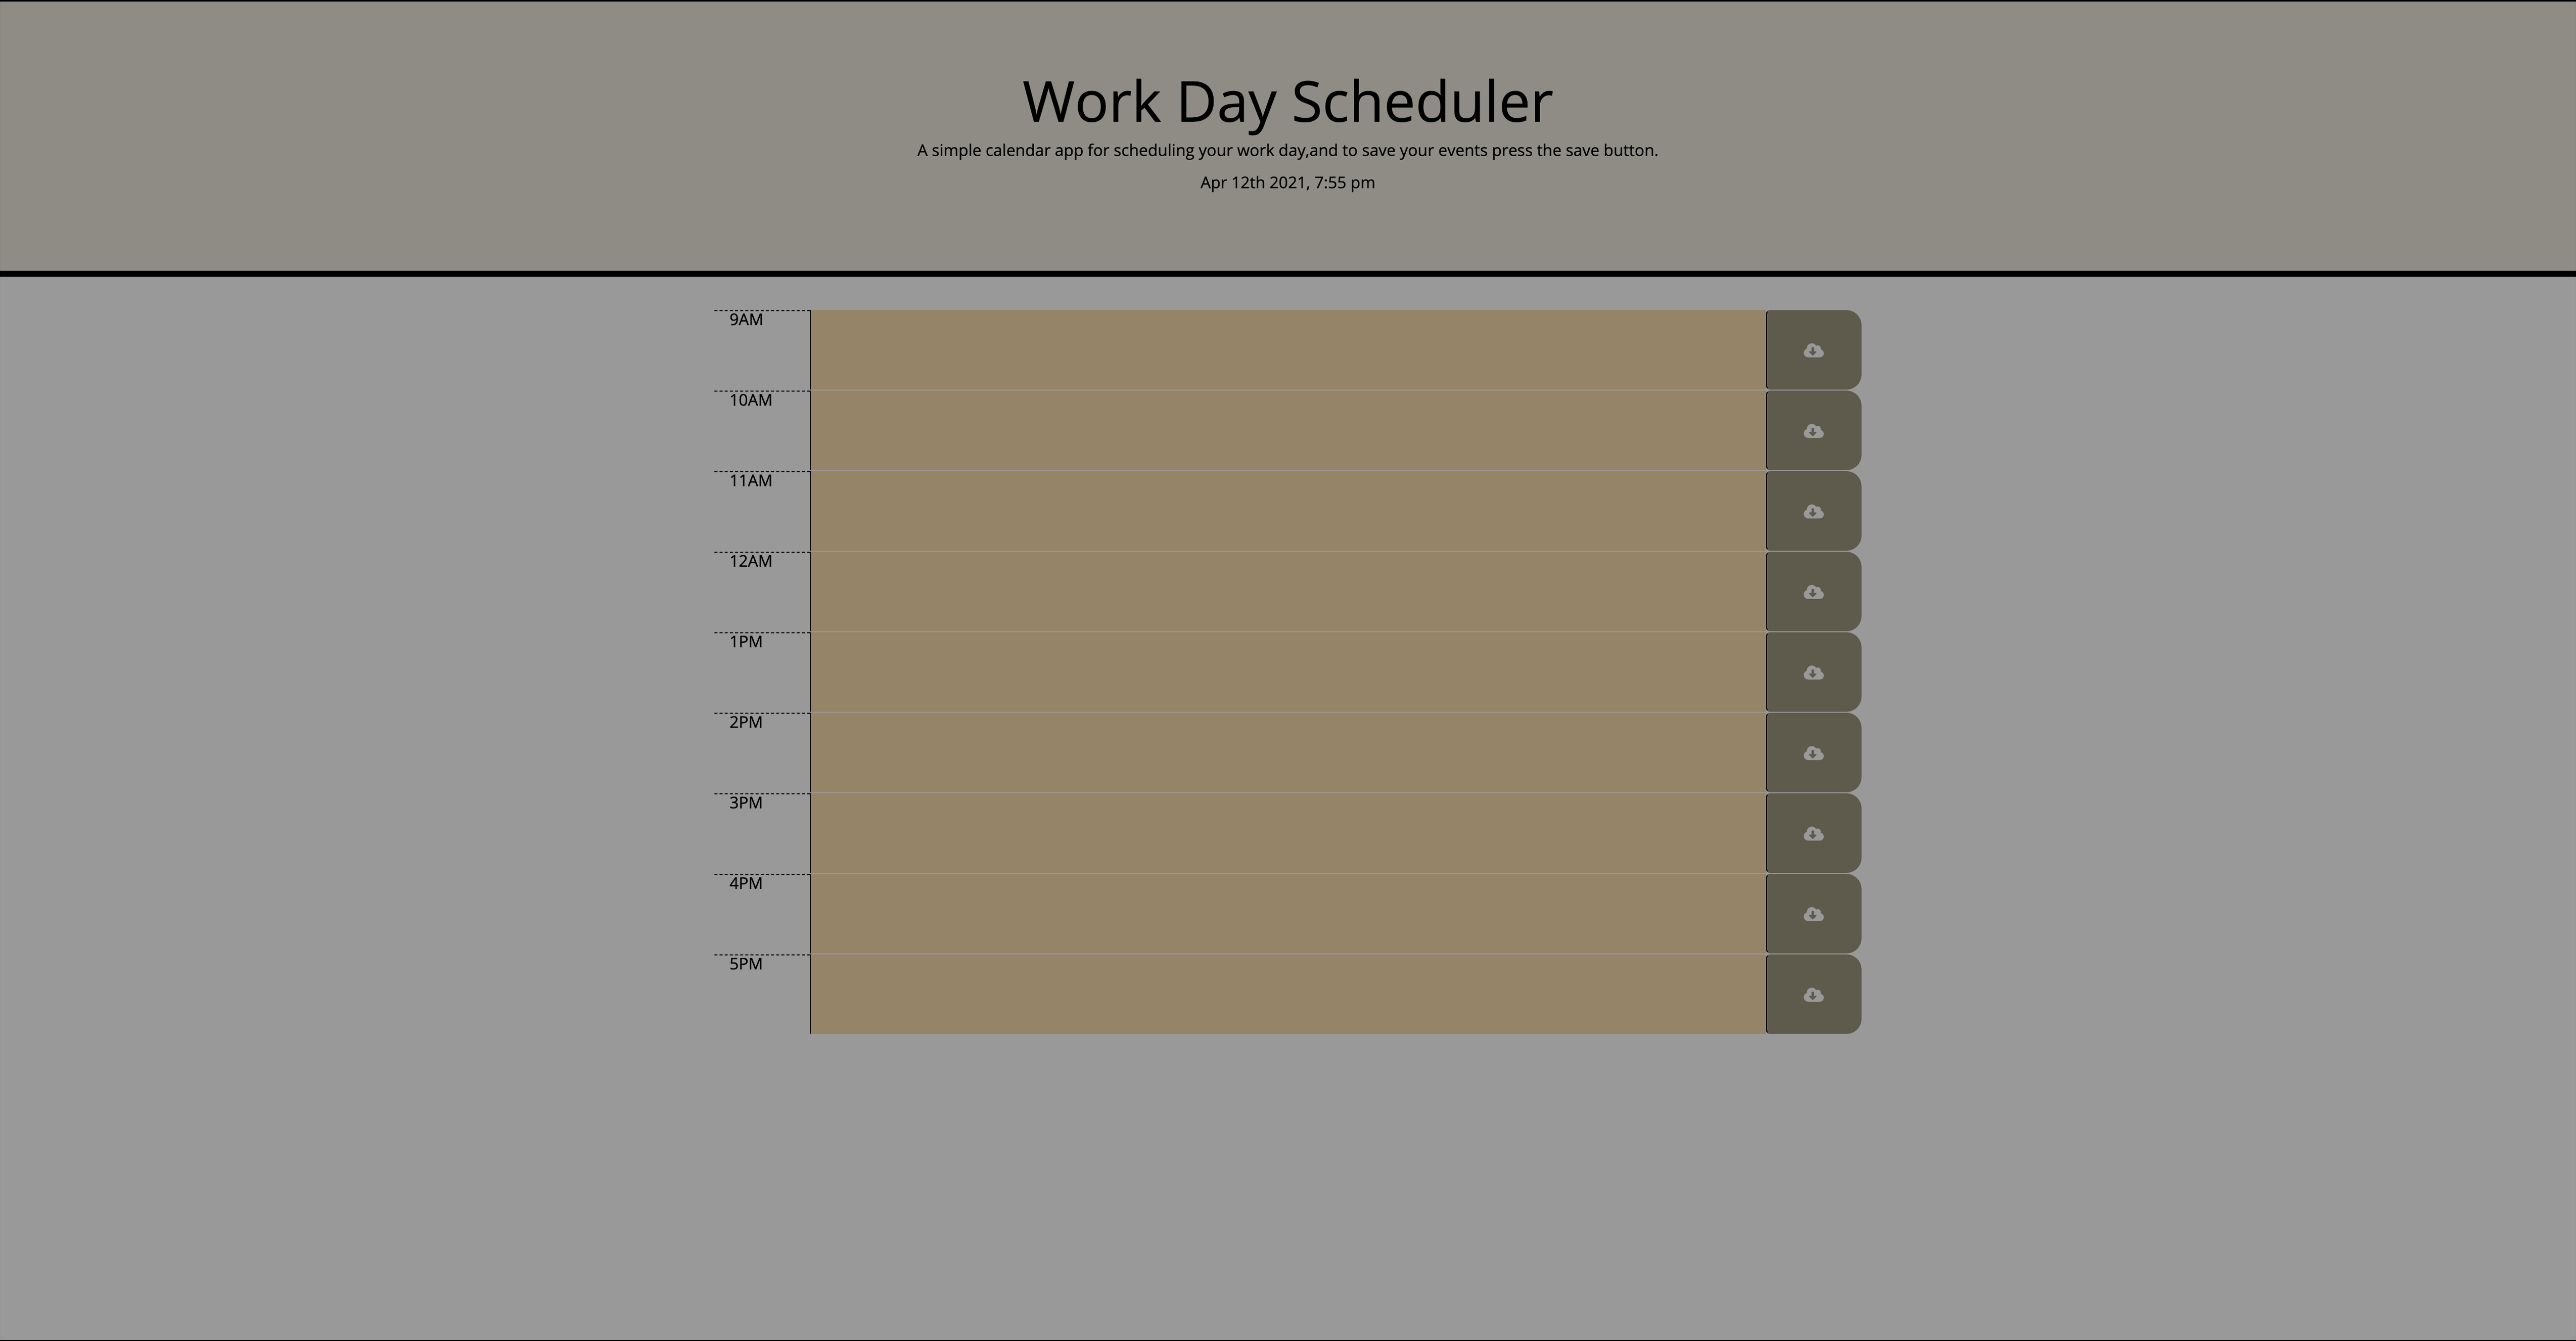 Work Day Scheduler
A simple calendar app for scheduling your work day,and to save your events press the save button.
Apr 12th 2021, 7:55 pm
9AM
10AM
11AM
12AM
1PM
2PM
3PM
4PM
5PM